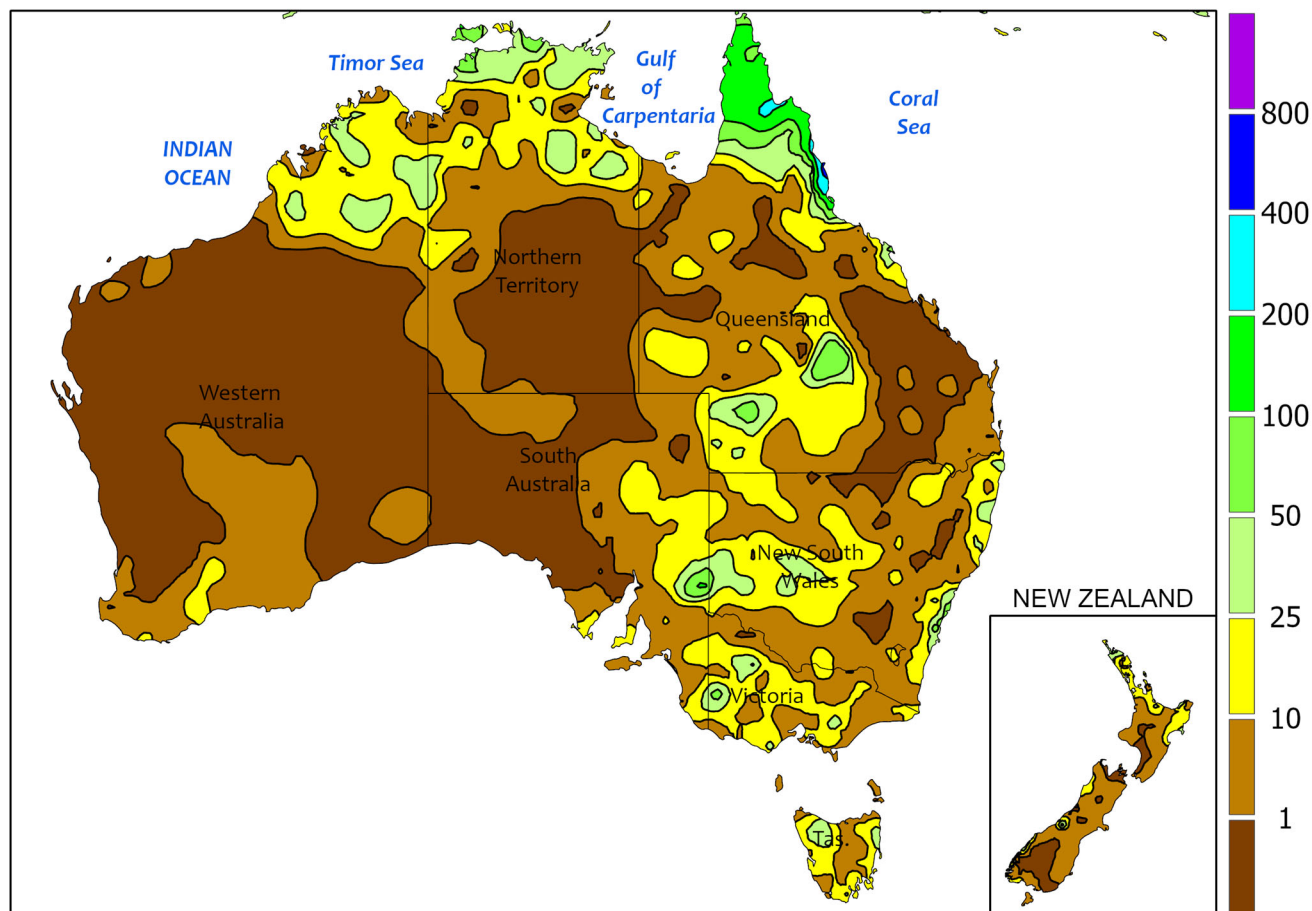 Timor Sea
Gulf
of
Carpentaria
Coral
Sea
INDIAN
OCEAN
Northern
Territory
Queensland
Western
Australia
South
Australia
New South
Wales
Victoria
Tas.
NEW ZEALAND
800
400
200
100
50
25
10
1